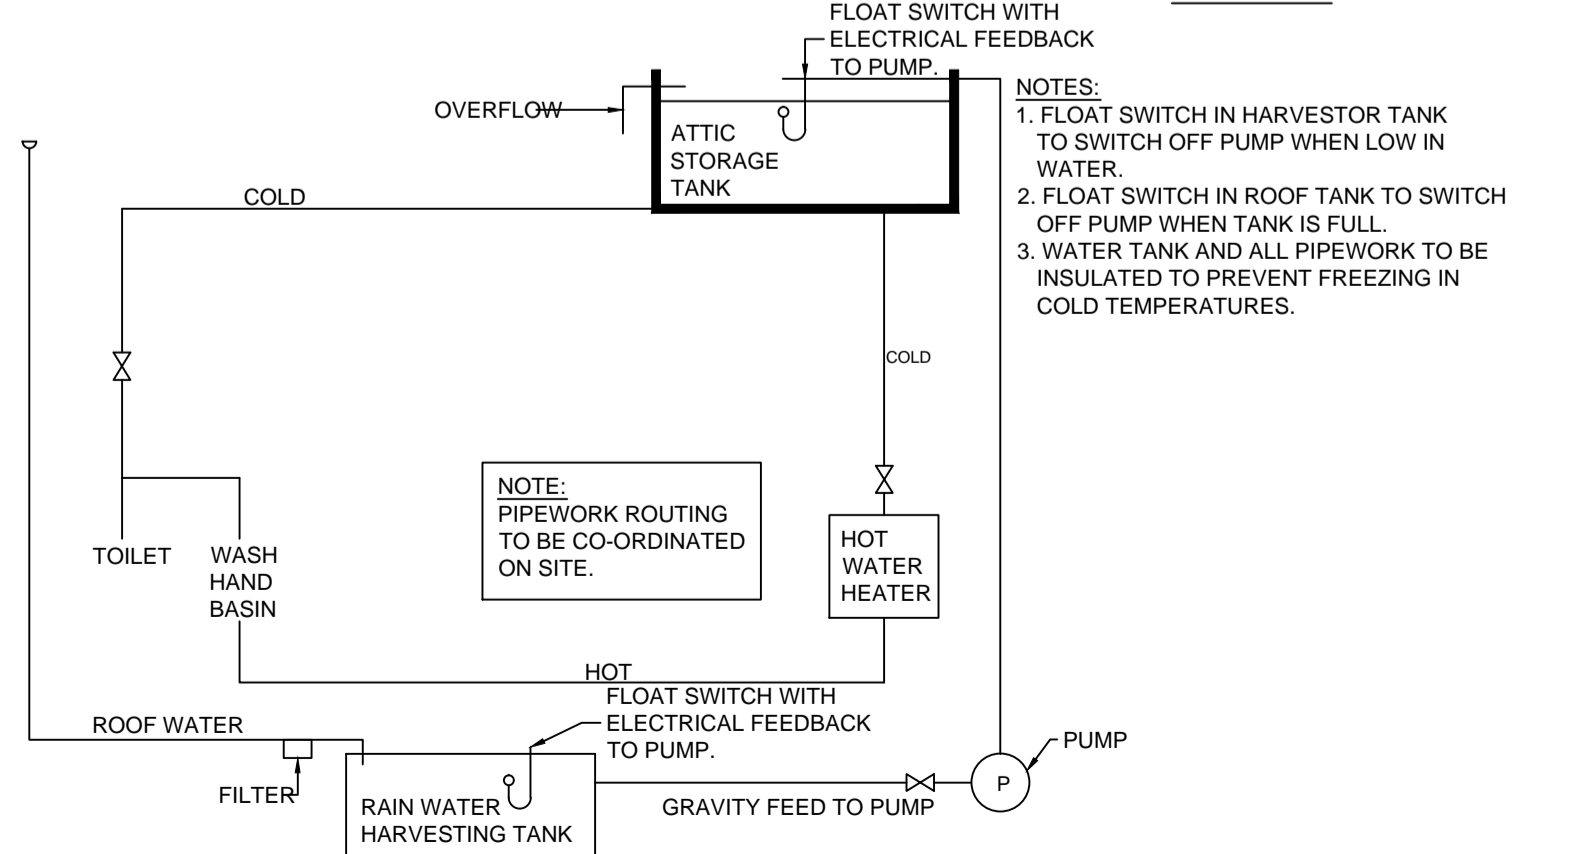 FLOAT SWITCH WITH
ELECTRICAL FEEDBACK
TO PUMP.
OVERFLOW
ATTIC
STORAGE
TANK
NOTES:
1. FLOAT SWITCH IN HARVESTOR TANK
TO SWITCH OFF PUMP WHEN LOW IN
WATER.
2. FLOAT SWITCH IN ROOF TANK TO SWITCH
OFF PUMP WHEN TANK IS FULL.
3. WATER TANK AND ALL PIPEWORK TO BE
INSULATED TO PREVENT FREEZING IN
COLD TEMPERATURES.
COLD
COLD
NOTE:
PIPEWORK ROUTING
TO BE CO-ORDINATED
ON SITE.
HOT
WATER
HEATER
TOILET
WASH
HAND
BASIN
HOT
FLOAT SWITCH WITH
ELECTRICAL FEEDBACK
TO PUMP.
ROOF WATER
FILTER
RAIN WATER
HARVESTING TANK
GRAVITY FEED TO PUMP
P
PUMP